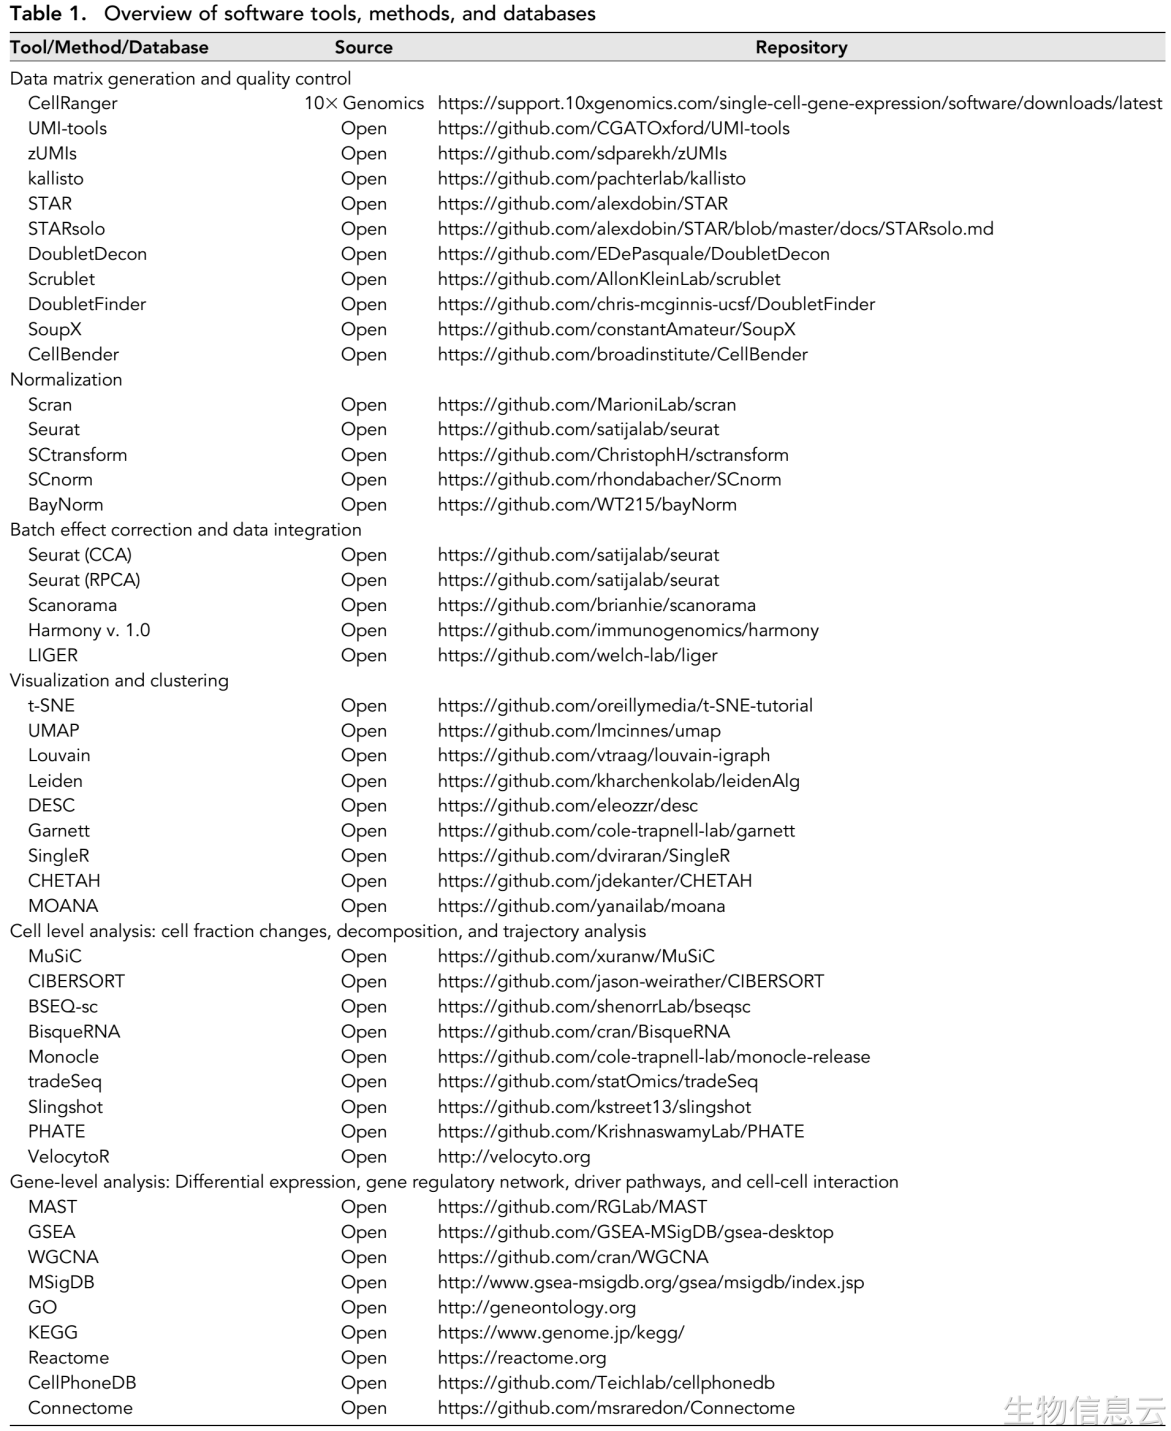 Table 1. Overview of software tools, methods, and databases
Tool/Method/Database Source Repository
Data matrix generation and quality control
CellRanger 10× Genomics https://support.10xgenomics.com/single-cell-gene-expression/software/downloads/latest
UMI-tools Open https://github.com/CGATOxford/UMI-tools
zUMIs Open https://github.com/sdparekh/zUMIs
kallisto Open https://github.com/pachterlab/kallisto
STAR Open https://github.com/alexdobin/STAR
STARsolo Open https://github.com/alexdobin/STAR/blob/master/docs/STARsolo.md
DoubletDecon Open https://github.com/EDePasquale/DoubletDecon
Scrublet Open https://github.com/AllonKleinLab/scrublet
DoubletFinder Open https://github.com/chris-mcginnis-ucsf/DoubletFinder
SoupX Open https://github.com/constantAmateur/SoupX
CellBender Open https://github.com/broadinstitute/CellBender
Normalization
Scran Open https://github.com/MarioniLab/scran
Seurat Open https://github.com/satijalab/seurat
SCtransform Open https://github.com/ChristophH/sctransform
SCnorm Open https://github.com/rhondabacher/SCnorm
BayNorm Open https://github.com/WT215/bayNorm
Batch effect correction and data integration
Seurat (CCA) Open https://github.com/satijalab/seurat
Seurat (RPCA) Open https://github.com/satijalab/seurat
Scanorama Open https://github.com/brianhie/scanorama
Harmony v. 1.0 Open https://github.com/immunogenomics/harmony
LIGER Open https://github.com/welch-lab/liger
Visualization and clustering
t-SNE Open https://github.com/oreillymedia/t-SNE-tutorial
UMAP Open https://github.com/lmcinnes/umap
Louvain Open https://github.com/vtraag/louvain-igraph
Leiden Open https://github.com/kharchenkolab/leidenAlg
DESC Open https://github.com/eleozzr/desc
Garnett Open https://github.com/cole-trapnell-lab/garnett
SingleR Open https://github.com/dviraran/SingleR
CHETAH Open https://github.com/jdekanter/CHETAH
MOANA Open https://github.com/yanailab/moana
Cell level analysis: cell fraction changes, decomposition, and trajectory analysis
MuSiC Open https://github.com/xuranw/MuSiC
CIBERSORT Open https://github.com/jason-weirather/CIBERSORT
BSEQ-sc Open https://github.com/shenorrLab/bseqsc
BisqueRNA Open https://github.com/cran/BisqueRNA
Monocle Open https://github.com/cole-trapnell-lab/monocle-release
tradeSeq Open https://github.com/statOmics/tradeSeq
Slingshot Open https://github.com/kstreet13/slingshot
PHATE Open https://github.com/KrishnaswamyLab/PHATE
VelocytoR Open http://velocyto.org
Gene-level analysis: Differential expression, gene regulatory network, driver pathways, and cell-cell interaction
MAST Open https://github.com/RGLab/MAST
GSEA Open https://github.com/GSEA-MSigDB/gsea-desktop
WGCNA Open https://github.com/cran/WGCNA
MSigDB Open http://www.gsea-msigdb.org/gsea/msigdb/index.jsp
GO Open http://geneontology.org
KEGG Open https://www.genome.jp/kegg/
Reactome Open https://reactome.org
CellPhoneDB Open https://github.com/Teichlab/cellphonedb
Connectome Open https://github.com/msraredon/Connectome
生物信息云